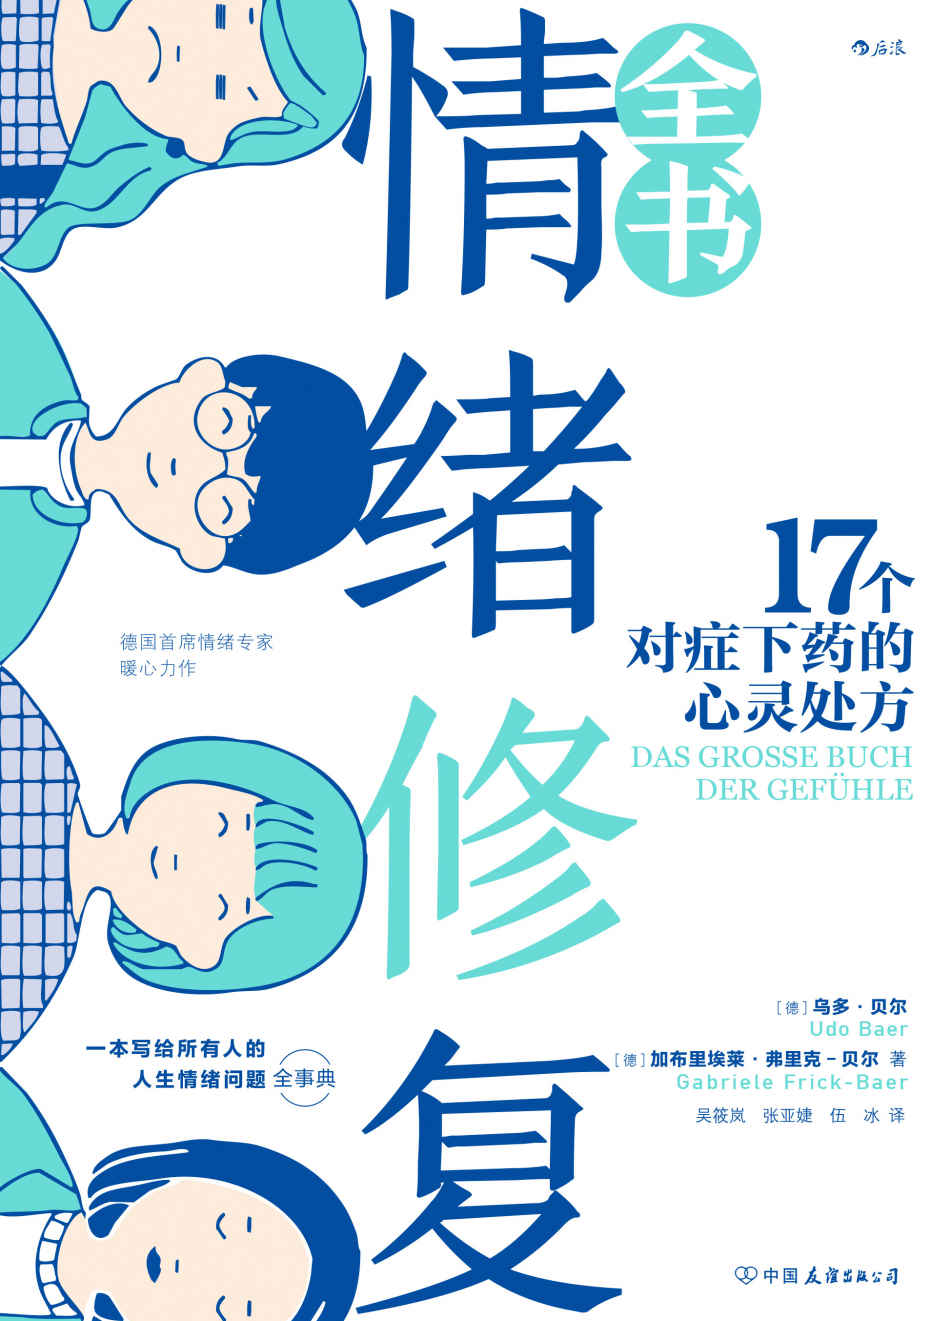 后浪
情绪修复
全书
17个
对症下药的
心灵处方
DAS GROSSE BUCH
DER GEFÜHLE
德国首席情绪专家
暖心力作
[德]乌多·贝尔
Udo Baer
[德]加布里埃莱·弗里克-贝尔 著
Gabriele Frick-Baer
吴筱岚 张亚婕 伍 冰 译
一本写给所有人的
人生情绪问题 全事典
中国友谊出版公司